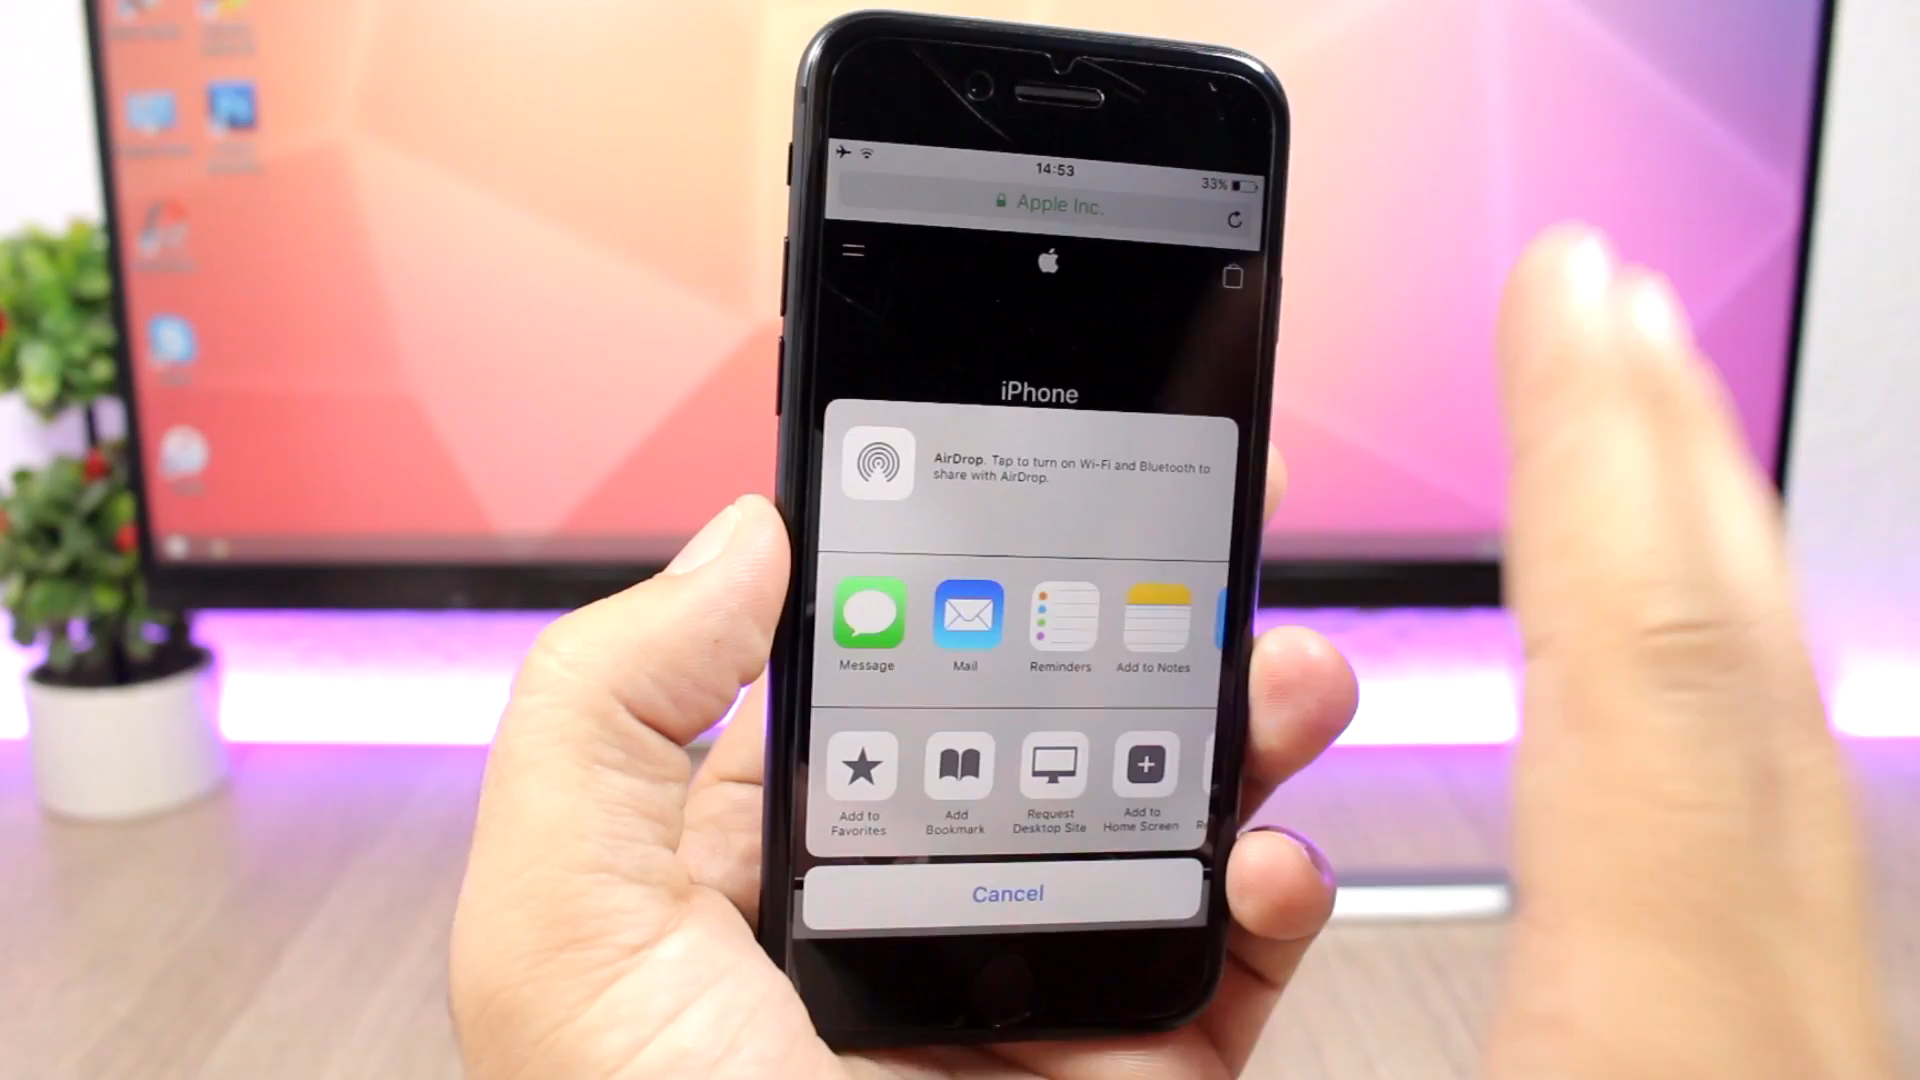 14:53
33%
Apple Inc.
iPhone
AirDrop. Tap to turn on Wi-Fi and Bluetooth to
share with AirDrop.
Message
Mail
Reminders
Add to Notes
Add to
Favorites
Add
Bookmark
Request
Desktop Site
Add to
Home Screen
Cancel